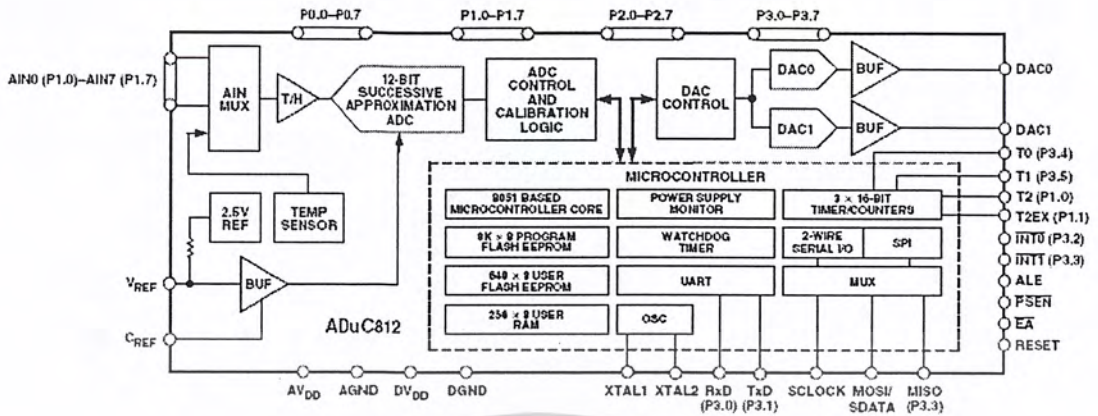 P0.0–P0.7
P1.0–P1.7
P2.0–P2.7
P3.0–P3.7
AIN0 (P1.0)–AIN7 (P1.7)
AIN
MUX
T/H
12-BIT
SUCCESSIVE
APPROXIMATION
ADC
ADC
CONTROL
AND
CALIBRATION
LOGIC
DAC
CONTROL
DAC0
BUF
DAC0
DAC1
BUF
DAC1
T0 (P3.4)
T1 (P3.5)
T2 (P1.0)
T2EX (P1.1)
INT0 (P3.2)
INT1 (P3.3)
ALE
PSEN
EA
RESET
2.5V
REF
TEMP
SENSOR
VREF
BUF
CREF
ADuC812
MICROCONTROLLER
8051 BASED
MICROCONTROLLER CORE
8K × 8 PROGRAM
FLASH EEPROM
640 × 8 USER
FLASH EEPROM
256 × 8 USER
RAM
POWER SUPPLY
MONITOR
WATCHDOG
TIMER
UART
OSC
3 × 16-BIT
TIMER/COUNTERS
2-WIRE
SERIAL I/O
SPI
MUX
AVDD
AGND
DVDD
DGND
XTAL1
XTAL2
RxD
(P3.0)
TxD
(P3.1)
SCLOCK
MOSI/
SDATA
MISO
(P3.3)